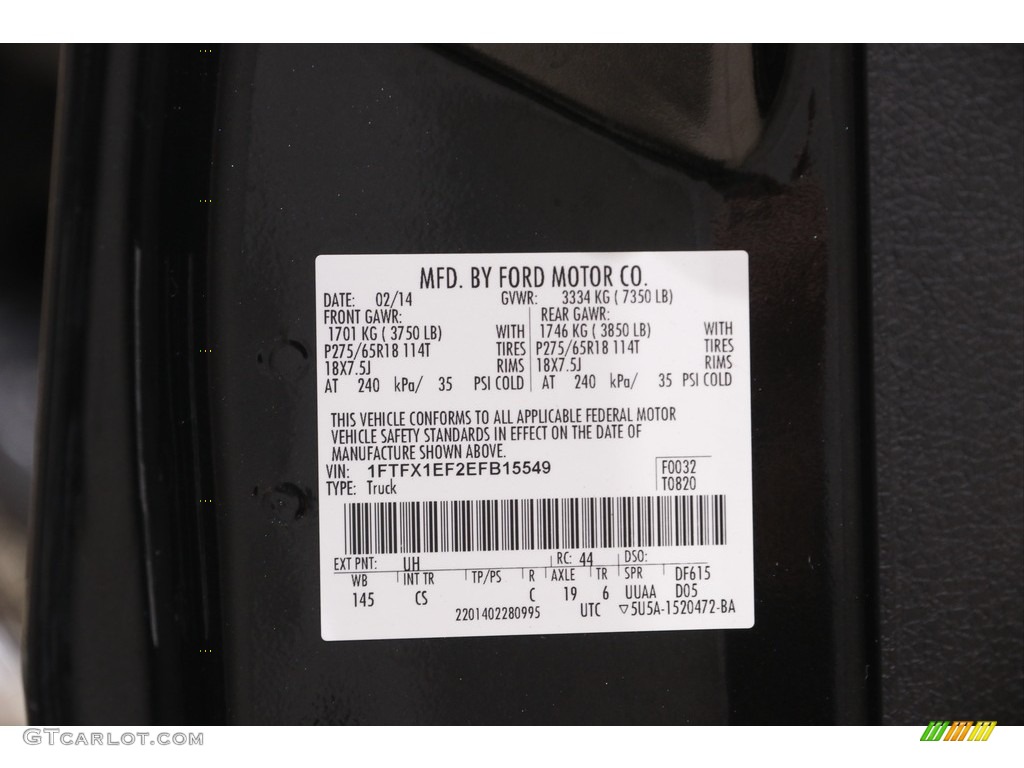 MFD. BY FORD MOTOR CO.
DATE: 02/14 GVWR: 3334 KG ( 7350 LB)
FRONT GAWR: REAR GAWR:
1701 KG ( 3750 LB) WITH 1746 KG ( 3850 LB) WITH
P275/65R18 114T TIRES P275/65R18 114T TIRES
18X7.5J RIMS 18X7.5J RIMS
AT 240 kPa/ 35 PSI COLD AT 240 kPa/ 35 PSI COLD
THIS VEHICLE CONFORMS TO ALL APPLICABLE FEDERAL MOTOR
VEHICLE SAFETY STANDARDS IN EFFECT ON THE DATE OF
MANUFACTURE SHOWN ABOVE.
VIN: 1FTFX1EF2EFB15549 F0032
TYPE: Truck T0820
EXT PNT: UH RC: 44 DSO:
WB INT TR TP/PS R AXLE TR SPR DF615
145 CS C 19 6 UUAA D05
2201402280995 UTC ▽5U5A-1520472-BA
GTCARLOT.COM